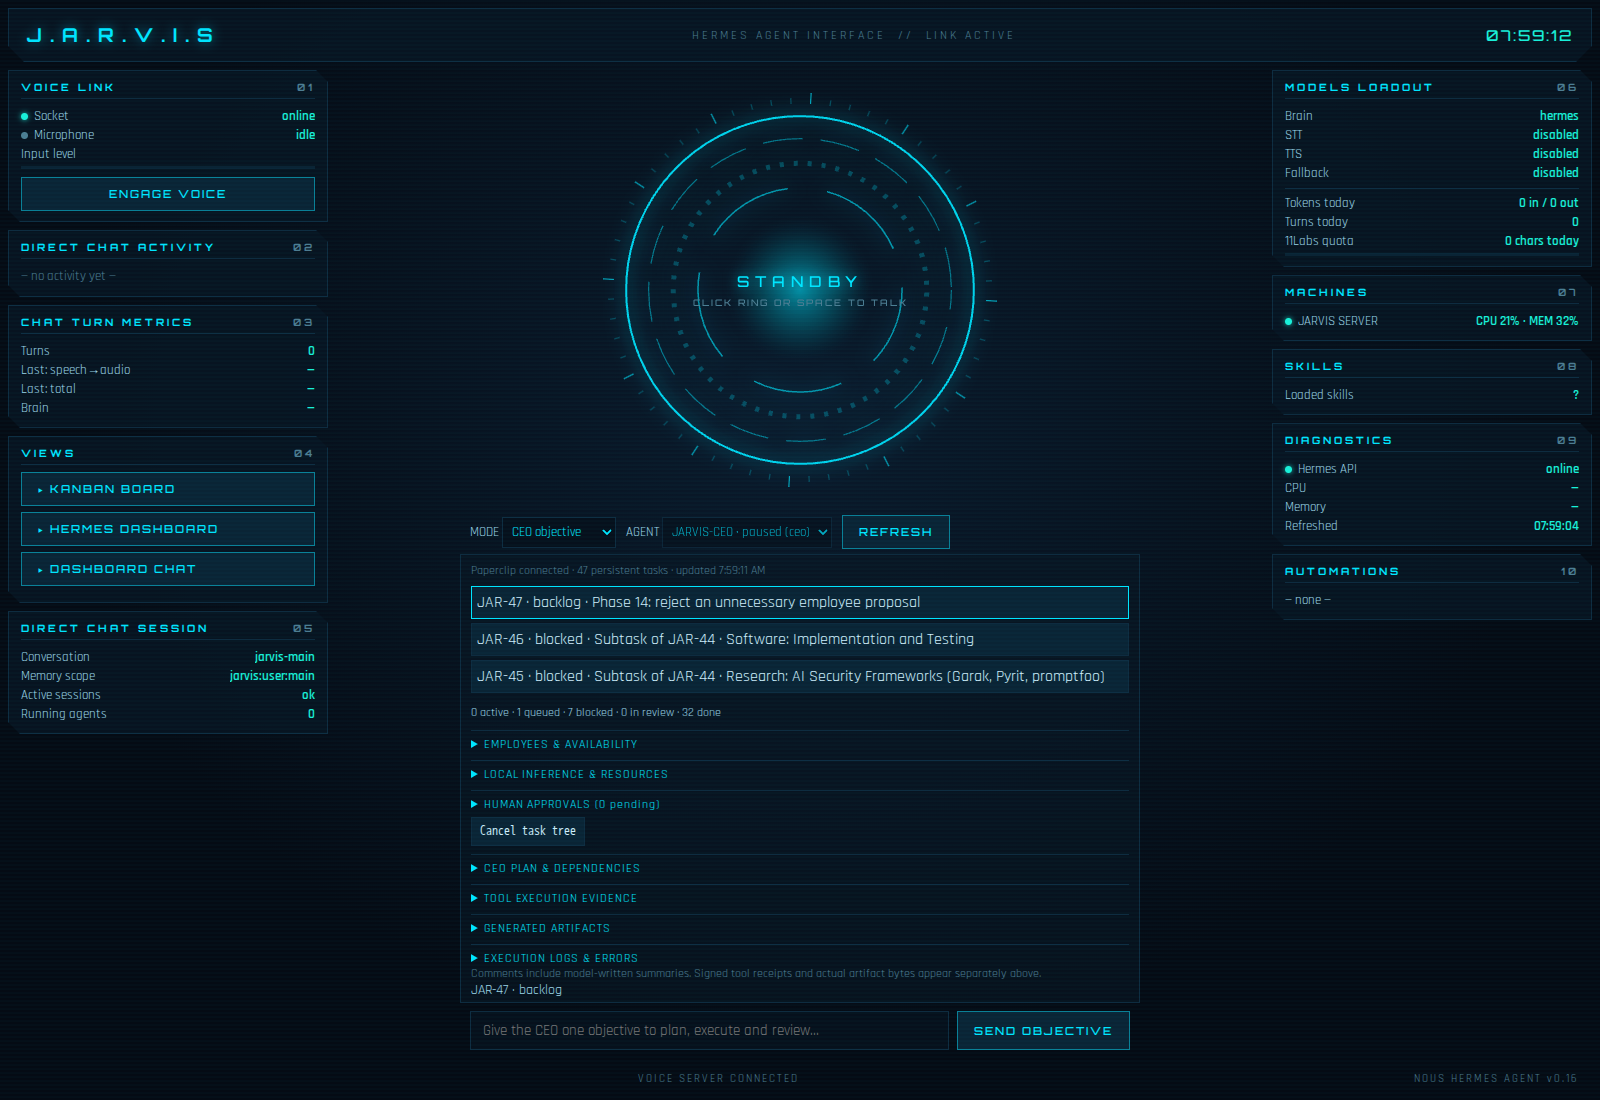 J.A.R.V.I.S
HERMES AGENT INTERFACE // LINK ACTIVE
07:59:12
VOICE LINK 01
Socket online
Microphone idle
Input level
ENGAGE VOICE
DIRECT CHAT ACTIVITY 02
— no activity yet —
CHAT TURN METRICS 03
Turns 0
Last: speech→audio —
Last: total —
Brain —
VIEWS 04
▸ KANBAN BOARD
▸ HERMES DASHBOARD
▸ DASHBOARD CHAT
DIRECT CHAT SESSION 05
Conversation jarvis-main
Memory scope jarvis:user:main
Active sessions ok
Running agents 0
STANDBY
CLICK RING OR SPACE TO TALK
MODE CEO objective AGENT JARVIS-CEO · paused (ceo) REFRESH
Paperclip connected · 47 persistent tasks · updated 7:59:11 AM
JAR-47 · backlog · Phase 14: reject an unnecessary employee proposal
JAR-46 · blocked · Subtask of JAR-44 · Software: Implementation and Testing
JAR-45 · blocked · Subtask of JAR-44 · Research: AI Security Frameworks (Garak, Pyrit, promptfoo)
0 active · 1 queued · 7 blocked · 0 in review · 32 done
▶ EMPLOYEES & AVAILABILITY
▶ LOCAL INFERENCE & RESOURCES
▶ HUMAN APPROVALS (0 pending)
Cancel task tree
▶ CEO PLAN & DEPENDENCIES
▶ TOOL EXECUTION EVIDENCE
▶ GENERATED ARTIFACTS
▶ EXECUTION LOGS & ERRORS
Comments include model-written summaries. Signed tool receipts and actual artifact bytes appear separately above.
JAR-47 · backlog
Give the CEO one objective to plan, execute and review...
SEND OBJECTIVE
MODELS LOADOUT 06
Brain hermes
STT disabled
TTS disabled
Fallback disabled
Tokens today 0 in / 0 out
Turns today 0
11Labs quota 0 chars today
MACHINES 07
JARVIS SERVER CPU 21% · MEM 32%
SKILLS 08
Loaded skills ?
DIAGNOSTICS 09
Hermes API online
CPU —
Memory —
Refreshed 07:59:04
AUTOMATIONS 10
— none —
VOICE SERVER CONNECTED
NOUS HERMES AGENT v0.16